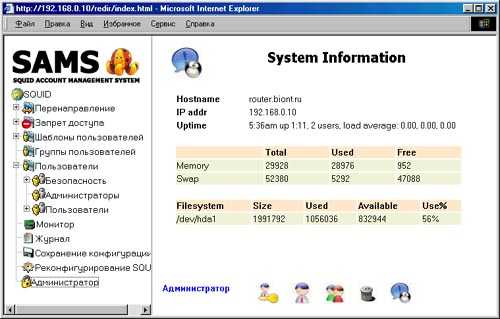 http://192.168.0.10/redir/index.html - Microsoft Internet Explorer
Файл Правка Вид Избранное Сервис Справка
SAMS
SQUID ACCOUNT MANAGEMENT SYSTEM
SQUID
Перенаправление
Запрет доступа
Шаблоны пользователей
Группы пользователей
Пользователи
Безопасность
Администраторы
Пользователи
Монитор
Журнал
Сохранение конфигурации
Реконфигурирование SQU
Администратор
System Information
Hostname router.biont.ru
IP addr 192.168.0.10
Uptime 5:36am up 1:11, 2 users, load average: 0.00, 0.00, 0.00
Total Used Free
Memory 29928 28976 952
Swap 52380 5292 47088
Filesystem Size Used Available Use%
/dev/hda1 1991792 1056036 832944 56%
Администратор